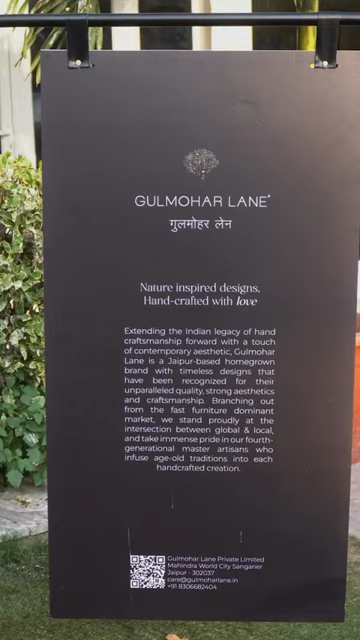 GULMOHAR LANE®
गुलमोहर लेन
Nature inspired designs,
Hand-crafted with love
Extending the Indian legacy of hand
craftsmanship forward with a touch
of contemporary aesthetic, Gulmohar
Lane is a Jaipur-based homegrown
brand with timeless designs that
have been recognized for their
unparalleled quality, strong aesthetics
and craftsmanship. Branching out
from the fast furniture dominant
market, we stand proudly at the
intersection between global & local,
and take immense pride in our fourth-
generational master artisans who
infuse age-old traditions into each
handcrafted creation.
Gulmohar Lane Private Limited
Mahindra World City Sanganer
Jaipur - 302037
care@gulmoharlane.in
+91 8306682404